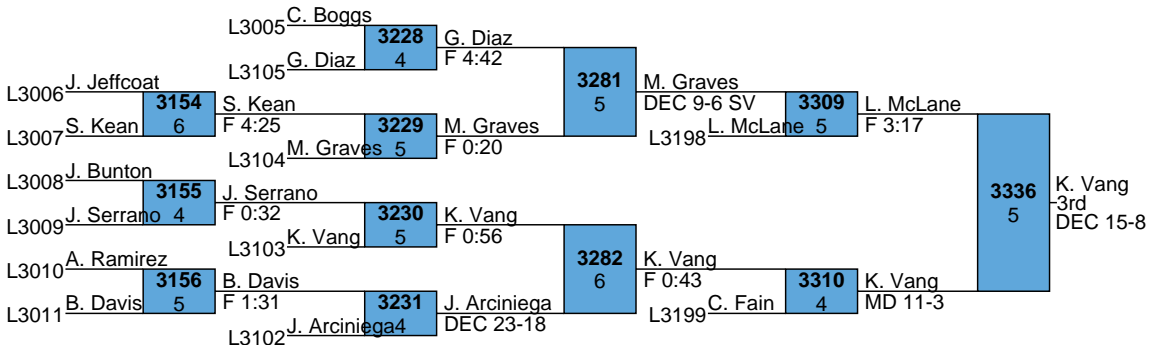 L3005 C. Boggs
3228
4
G. Diaz
F 4:42
L3105 G. Diaz
3281
5
M. Graves
DEC 9-6 SV
L3006 J. Jeffcoat
3154
6
S. Kean
F 4:25
L3007 S. Kean
3229
5
M. Graves
F 0:20
L3104 M. Graves
3309
5
L. McLane
F 3:17
L3198 L. McLane
L3008 J. Bunton
3155
4
J. Serrano
F 0:32
L3009 J. Serrano
3230
5
K. Vang
F 0:56
L3103 K. Vang
3336
5
K. Vang
3rd
DEC 15-8
L3010 A. Ramirez
3156
5
B. Davis
F 1:31
L3011 B. Davis
3282
6
K. Vang
F 0:43
3231
4
J. Arciniega
DEC 23-18
L3102 J. Arciniega
3310
4
K. Vang
MD 11-3
L3199 C. Fain